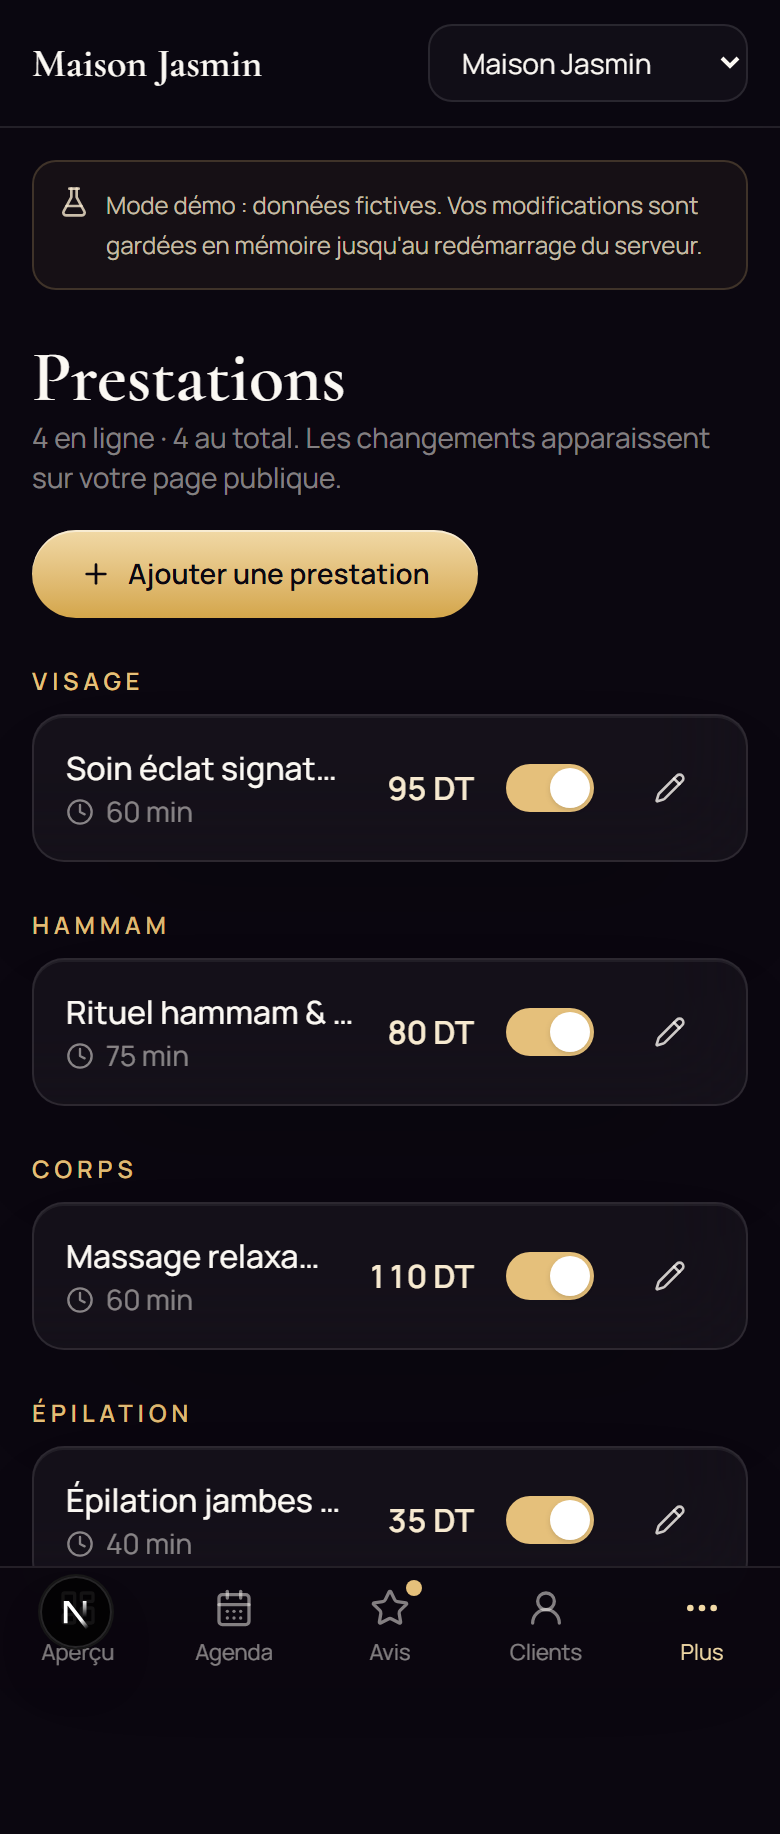 Maison Jasmin
Maison Jasmin
Mode démo : données fictives. Vos modifications sont
gardées en mémoire jusqu'au redémarrage du serveur.
Prestations
4 en ligne · 4 au total. Les changements apparaissent
sur votre page publique.
+ Ajouter une prestation
VISAGE
Soin éclat signat...
95 DT
60 min
HAMMAM
Rituel hammam & ...
80 DT
75 min
CORPS
Massage relaxa...
110 DT
60 min
ÉPILATION
Épilation jambes ...
35 DT
40 min
N
Aperçu
Agenda
Avis
Clients
Plus